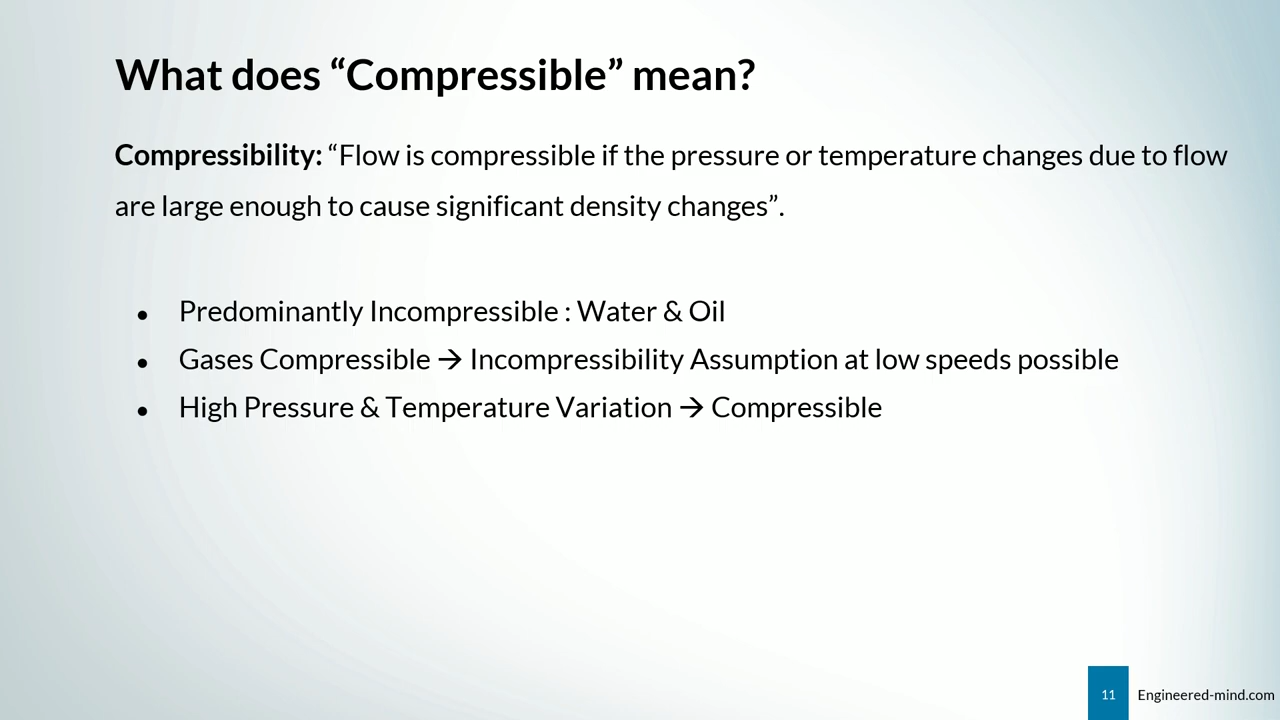 What does “Compressible” mean?
Compressibility: “Flow is compressible if the pressure or temperature changes due to flow
are large enough to cause significant density changes”.
● Predominantly Incompressible : Water & Oil
● Gases Compressible → Incompressibility Assumption at low speeds possible
● High Pressure & Temperature Variation → Compressible
11 Engineered-mind.com